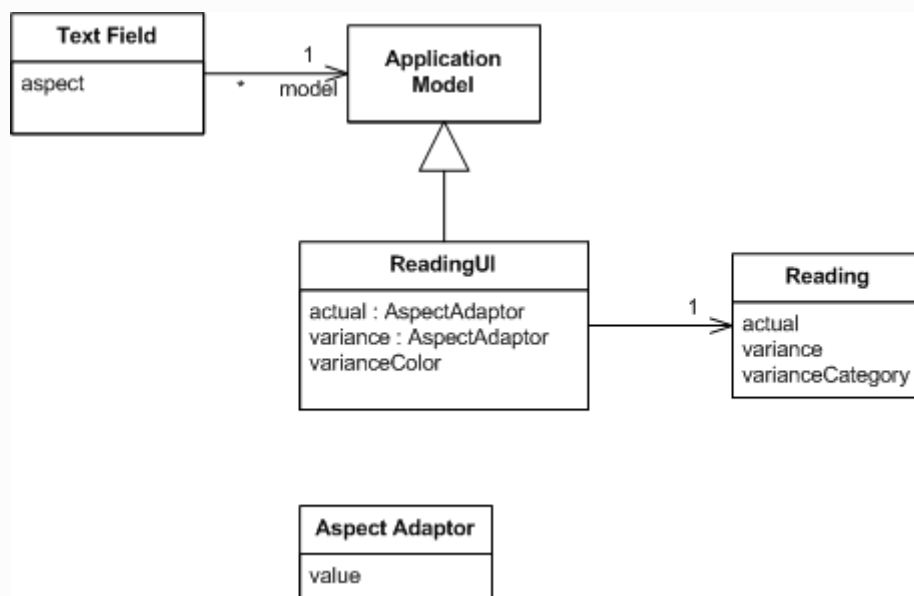 Text Field
aspect
1
*
model
Application
Model
ReadingUI
actual : AspectAdaptor
variance : AspectAdaptor
varianceColor
1
Reading
actual
variance
varianceCategory
Aspect Adaptor
value